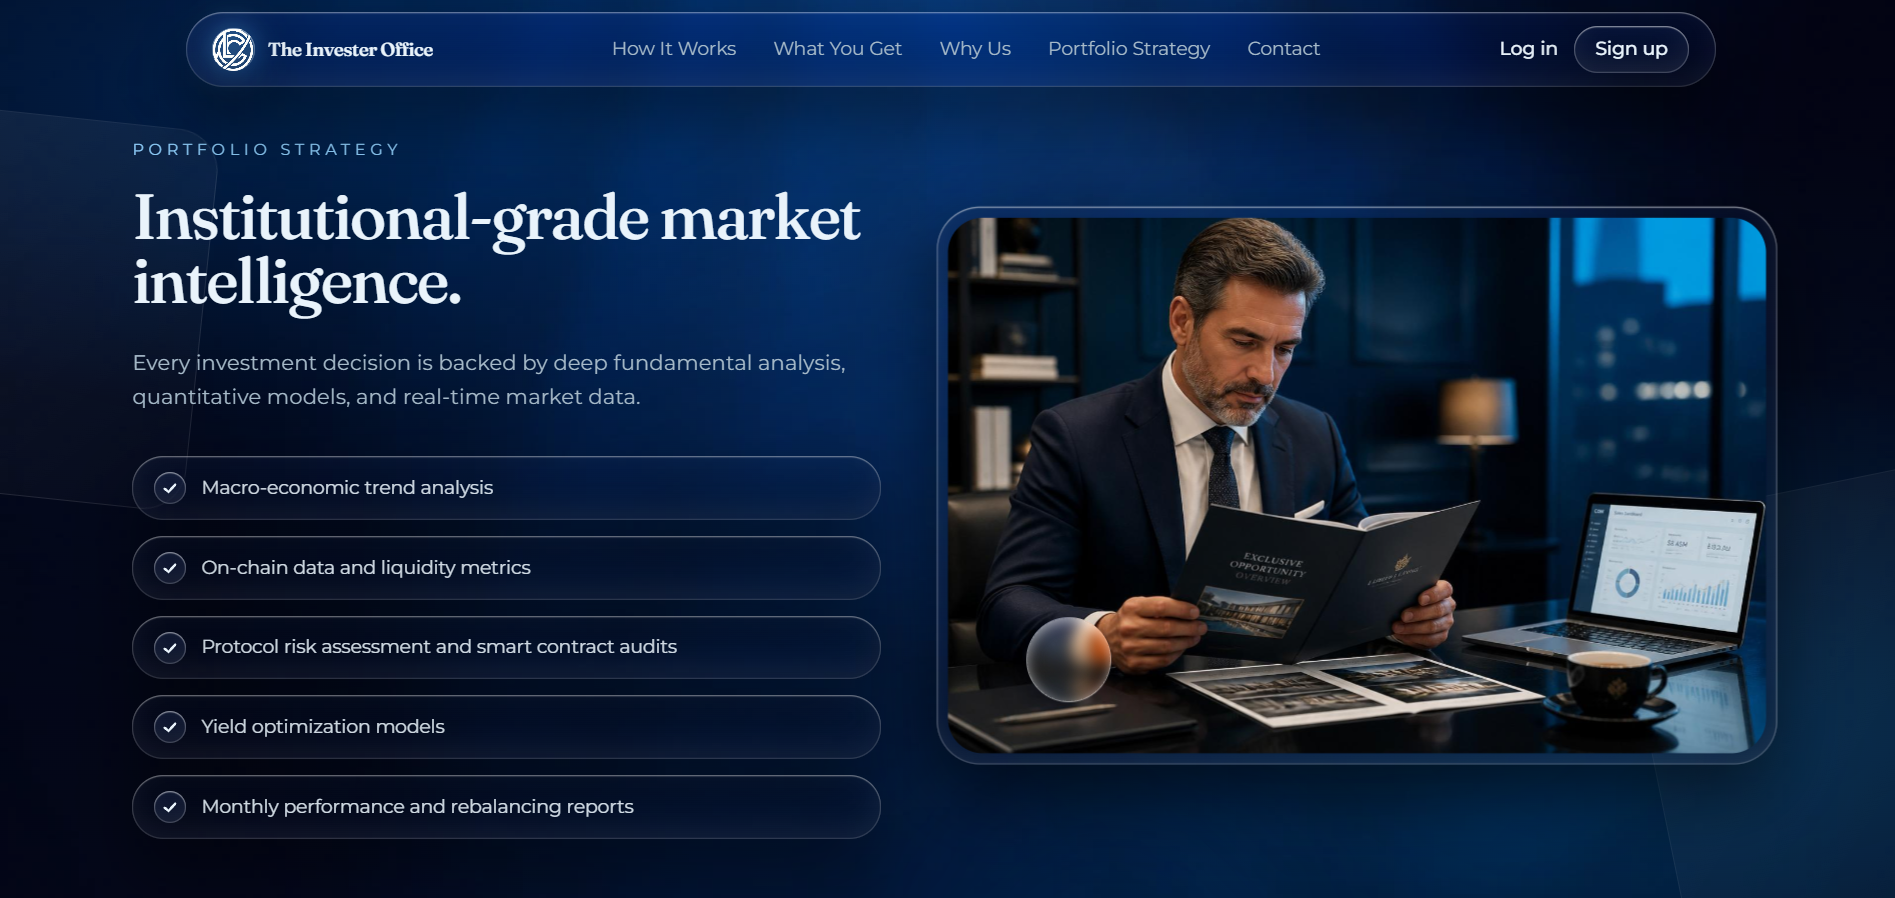 The Invester Office
How It Works
What You Get
Why Us
Portfolio Strategy
Contact
Log in
Sign up
PORTFOLIO STRATEGY
Institutional-grade market
intelligence.
Every investment decision is backed by deep fundamental analysis,
quantitative models, and real-time market data.
Macro-economic trend analysis
On-chain data and liquidity metrics
Protocol risk assessment and smart contract audits
Yield optimization models
Monthly performance and rebalancing reports
EXCLUSIVE
OPPORTUNITY
OVERVIEW